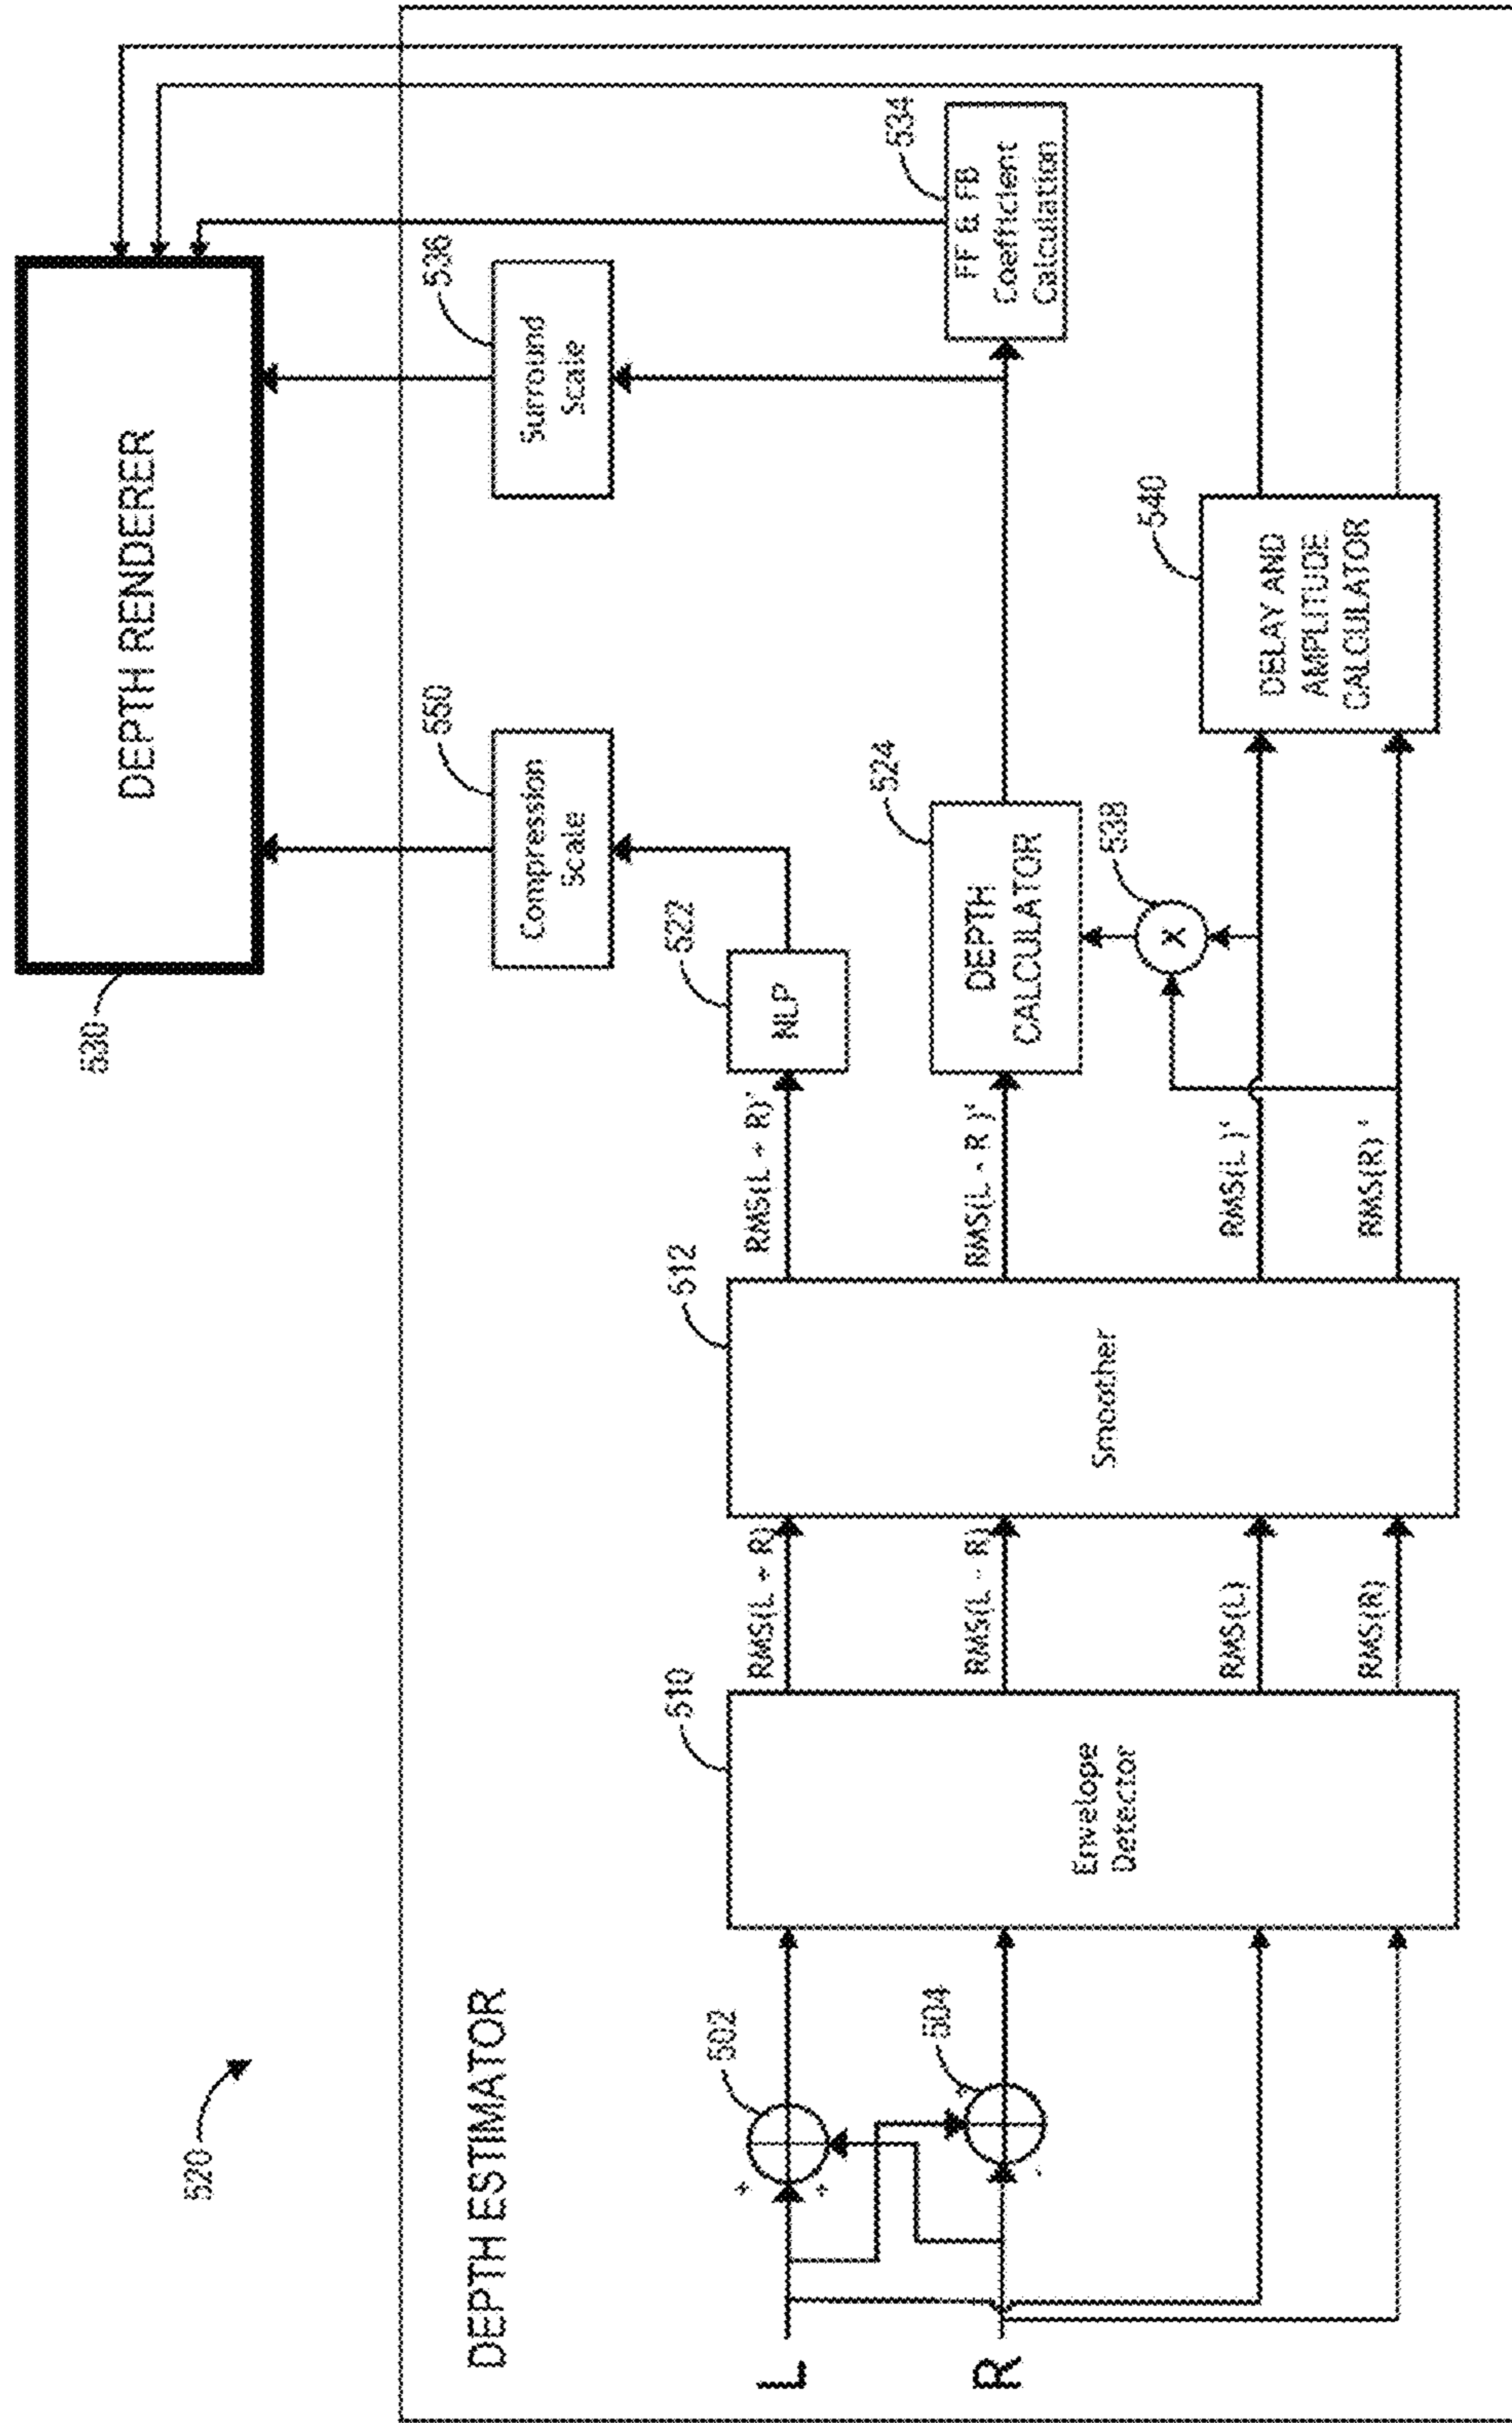 520
530
DEPTH RENDERER
DEPTH ESTIMATOR
550
Compression
Scale
536
Surround
Scale
L
R
502
+
+
504
+
-
510
Envelope
Detector
RMS(L + R)
RMS(L - R)
RMS(L)
RMS(R)
512
Smoother
RMS(L + R)'
RMS(L - R )'
RMS(L )'
RMS(R) '
522
NLP
524
DEPTH
CALCULATOR
538
X
534
FF & FB
Coefficient
Calculation
540
DELAY AND
AMPLITUDE
CALCULATOR